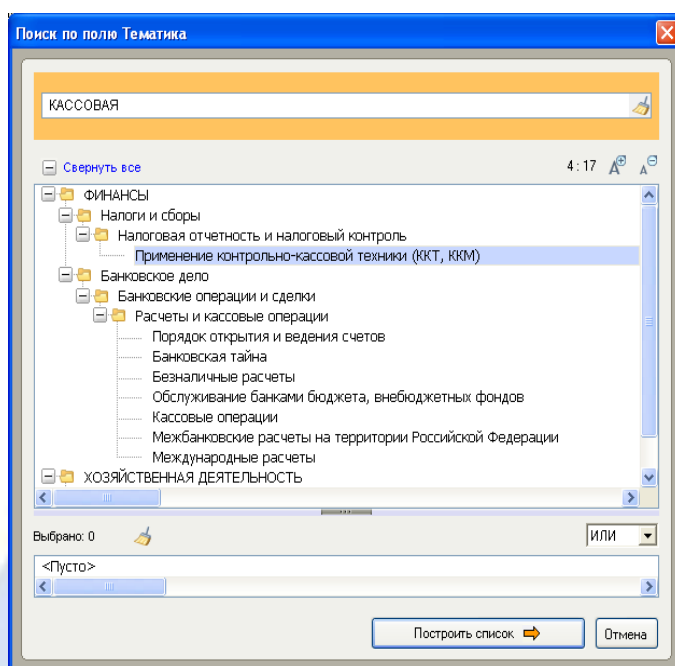 Поиск по полю Тематика
КАССОВАЯ
Свернуть все 4:17 A A
ФИНАНСЫ
Налоги и сборы
Налоговая отчетность и налоговый контроль
Применение контрольно-кассовой техники (ККТ, ККМ)
Банковское дело
Банковские операции и сделки
Расчеты и кассовые операции
Порядок открытия и ведения счетов
Банковская тайна
Безналичные расчеты
Обслуживание банками бюджета, внебюджетных фондов
Кассовые операции
Межбанковские расчеты на территории Российской Федерации
Международные расчеты
ХОЗЯЙСТВЕННАЯ ДЕЯТЕЛЬНОСТЬ
Выбрано: 0 ИЛИ
<Пусто>
Построить список Отмена